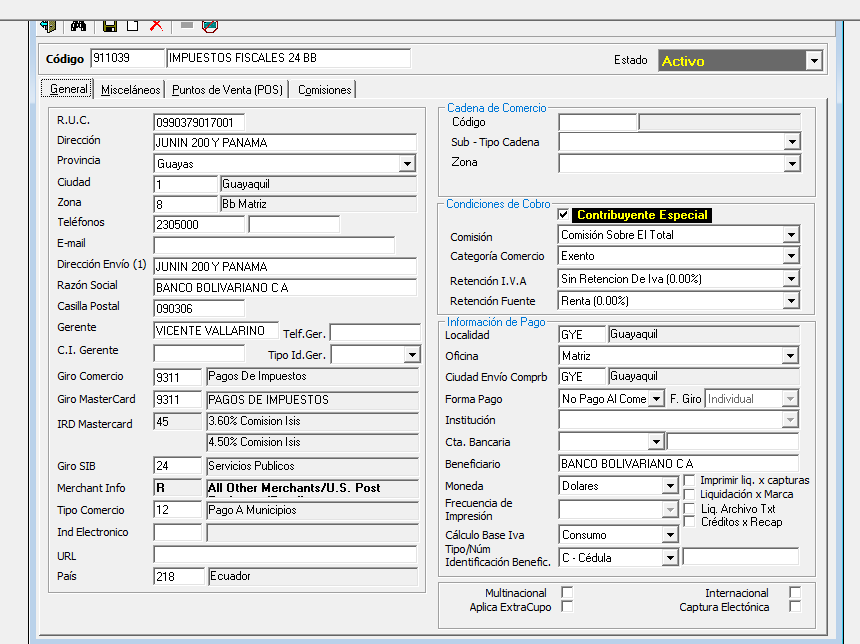 Código 911039 IMPUESTOS FISCALES 24 BB Estado Activo
General Misceláneos Puntos de Venta (POS) Comisiones
R.U.C. 0990379017001
Dirección JUNIN 200 Y PANAMA
Provincia Guayas
Ciudad 1 Guayaquil
Zona 8 Bb Matriz
Teléfonos 2305000
E-mail
Dirección Envío (1) JUNIN 200 Y PANAMA
Razón Social BANCO BOLIVARIANO C A
Casilla Postal 090306
Gerente VICENTE VALLARINO Telf.Ger.
C.I. Gerente Tipo Id.Ger.
Giro Comercio 9311 Pagos De Impuestos
Giro MasterCard 9311 PAGOS DE IMPUESTOS
IRD Mastercard 45 3.60% Comision Isis
4.50% Comision Isis
Giro SIB 24 Servicios Publicos
Merchant Info R All Other Merchants/U.S. Post
Tipo Comercio 12 Pago A Municipios
Ind Electronico
URL
País 218 Ecuador
Cadena de Comercio
Código
Sub - Tipo Cadena
Zona
Condiciones de Cobro
Contribuyente Especial
Comisión Comisión Sobre El Total
Categoría Comercio Exento
Retención I.V.A Sin Retencion De Iva (0.00%)
Retención Fuente Renta (0.00%)
Información de Pago
Localidad GYE Guayaquil
Oficina Matriz
Ciudad Envío Comprb GYE Guayaquil
Forma Pago No Pago Al Come F. Giro Individual
Institución
Cta. Bancaria
Beneficiario BANCO BOLIVARIANO C A
Moneda Dolares Imprimir liq. x capturas
Liquidación x Marca
Frecuencia de Liq. Archivo Txt
Impresión Créditos x Recap
Cálculo Base Iva Consumo
Tipo/Núm
Identificación Benefic. C - Cédula
Multinacional Internacional
Aplica ExtraCupo Captura Electónica